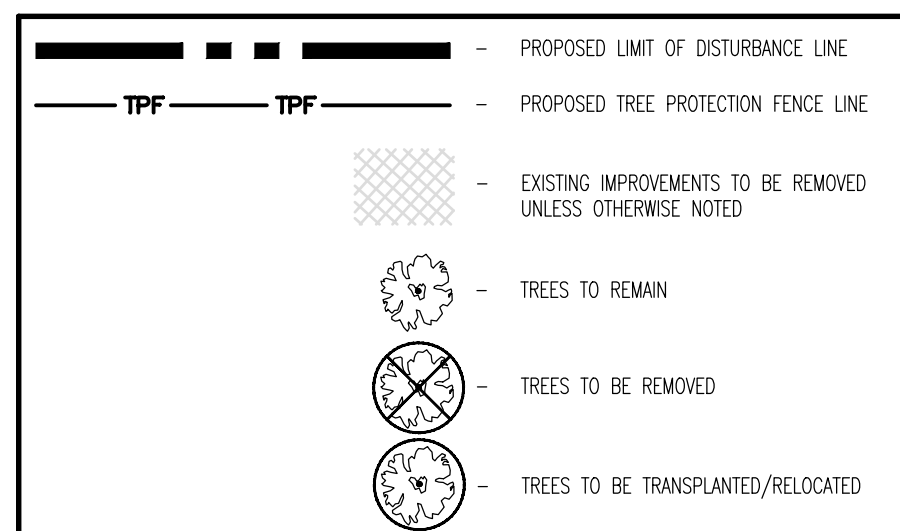 – PROPOSED LIMIT OF DISTURBANCE LINE
TPF TPF – PROPOSED TREE PROTECTION FENCE LINE
– EXISTING IMPROVEMENTS TO BE REMOVED
UNLESS OTHERWISE NOTED
– TREES TO REMAIN
– TREES TO BE REMOVED
– TREES TO BE TRANSPLANTED/RELOCATED